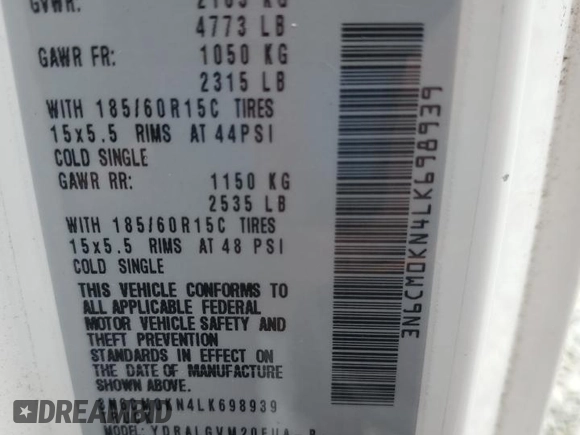 GVWR:
4773 LB
GAWR FR: 1050 KG
2315 LB
WITH 185/60R15C TIRES
15x5.5 RIMS AT 44PSI
COLD SINGLE
GAWR RR: 1150 KG
2535 LB
WITH 185/60R15C TIRES
15x5.5 RIMS AT 48 PSI
COLD SINGLE
THIS VEHICLE CONFORMS TO
ALL APPLICABLE FEDERAL
MOTOR VEHICLE SAFETY AND
THEFT PREVENTION
STANDARDS IN EFFECT ON
THE DATE OF MANUFACTURE
SHOWN ABOVE
3N6CM0KN4LK698939
MODEL:
3N6CM0KN4LK698939
DREAMBID